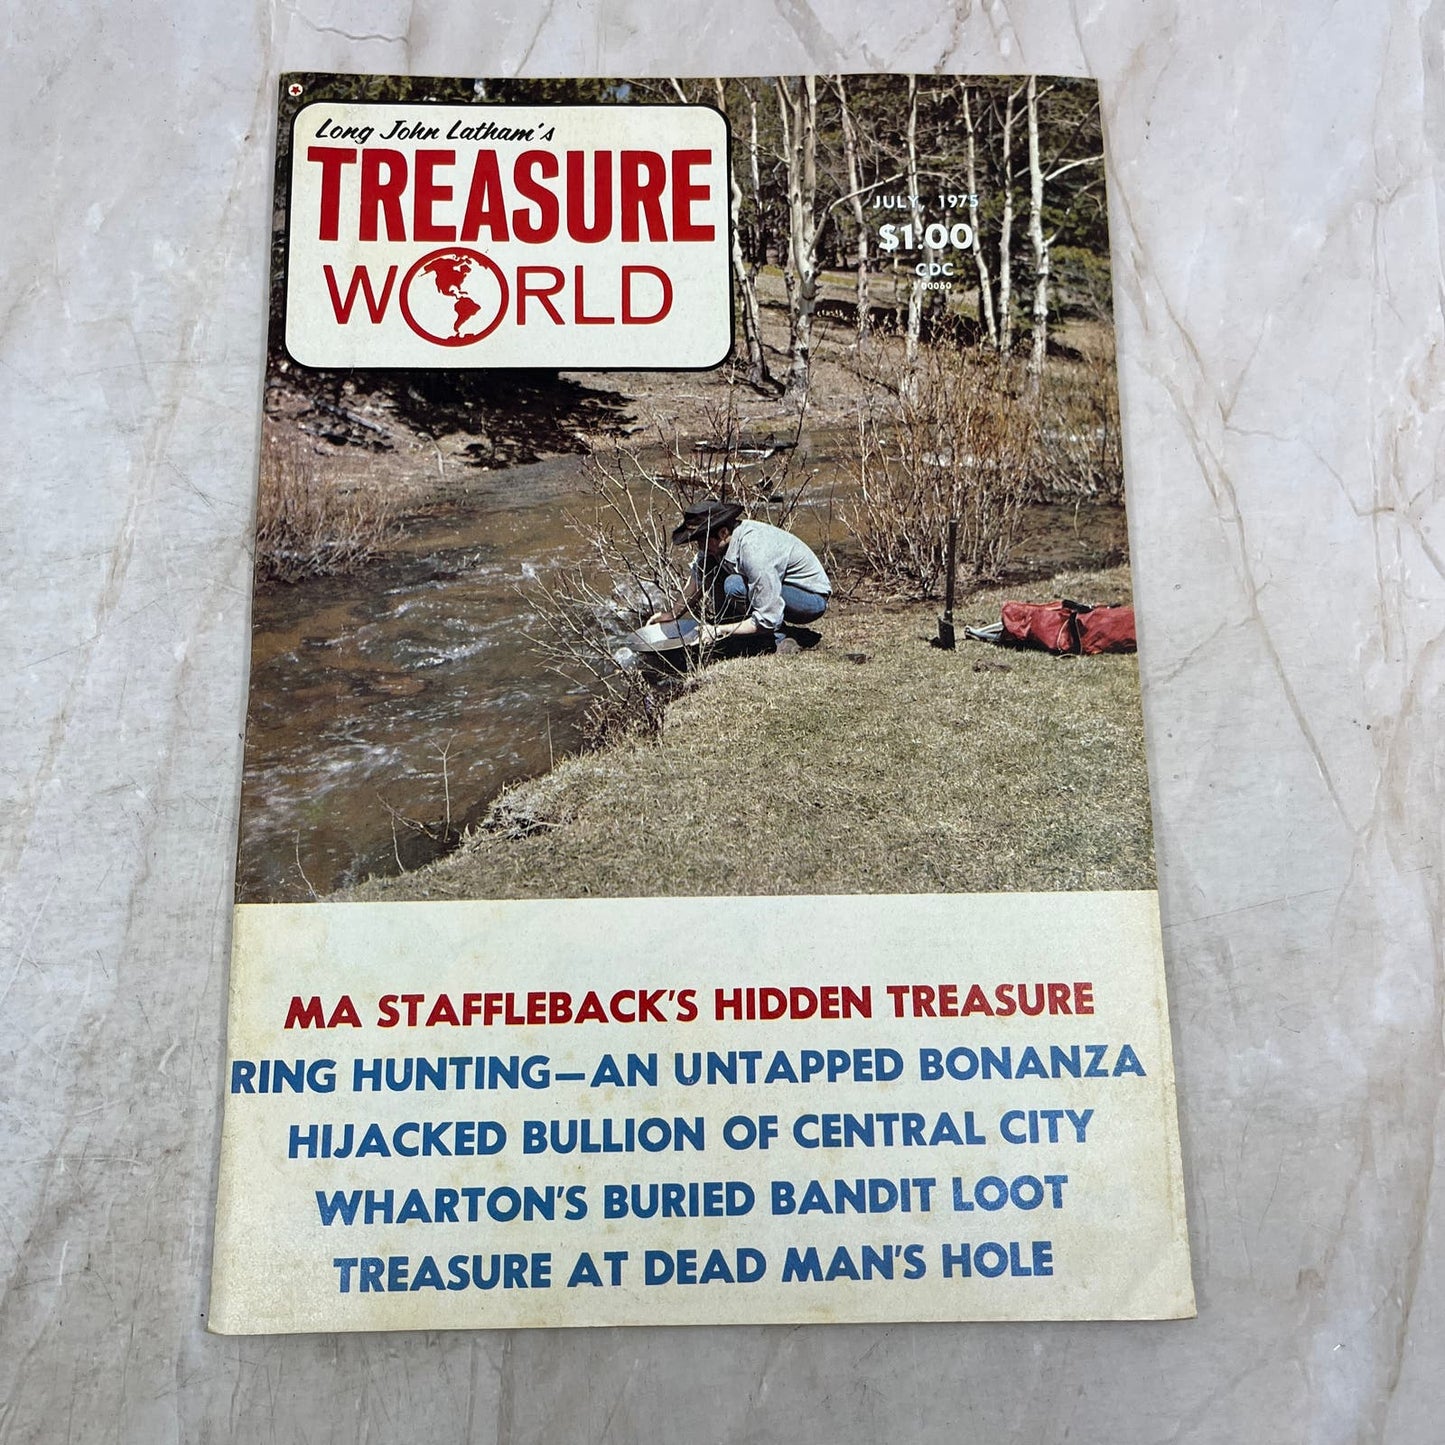 Long John Latham's
TREASURE
WORLD
JULY, 1975
$1.00
CDC
00060
MA STAFFLEBACK'S HIDDEN TREASURE
RING HUNTING—AN UNTAPPED BONANZA
HIJACKED BULLION OF CENTRAL CITY
WHARTON'S BURIED BANDIT LOOT
TREASURE AT DEAD MAN'S HOLE